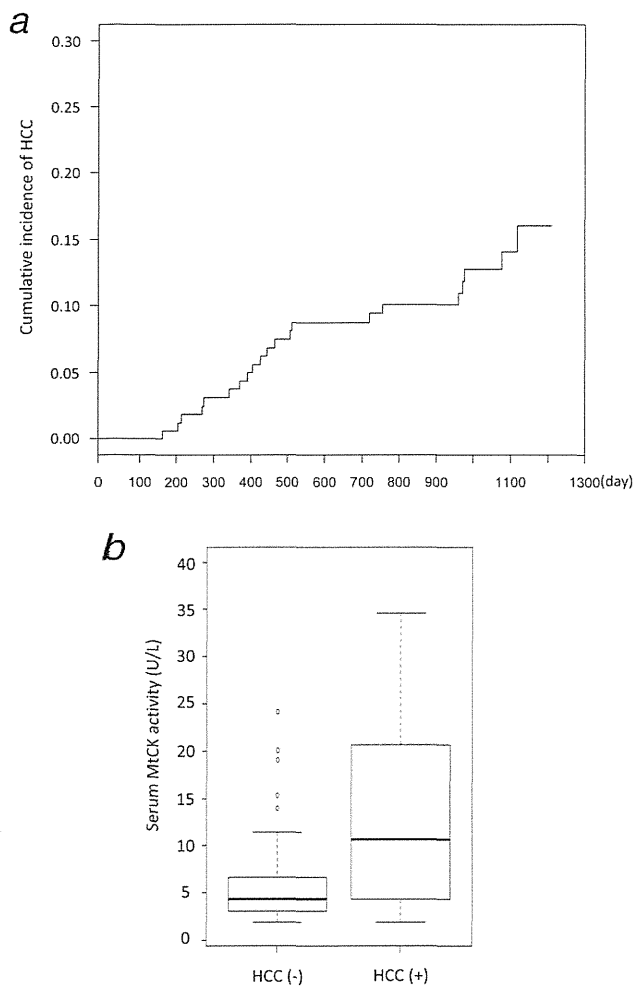 a
0.30
0.25
0.20
0.15
0.10
0.05
0.00
Cumulative incidence of HCC
0 100 200 300 400 500 600 700 800 900 1100 1300(day)
b
40
35
30
25
20
15
10
5
0
Serum MtCK activity (U/L)
HCC (-) HCC (+)